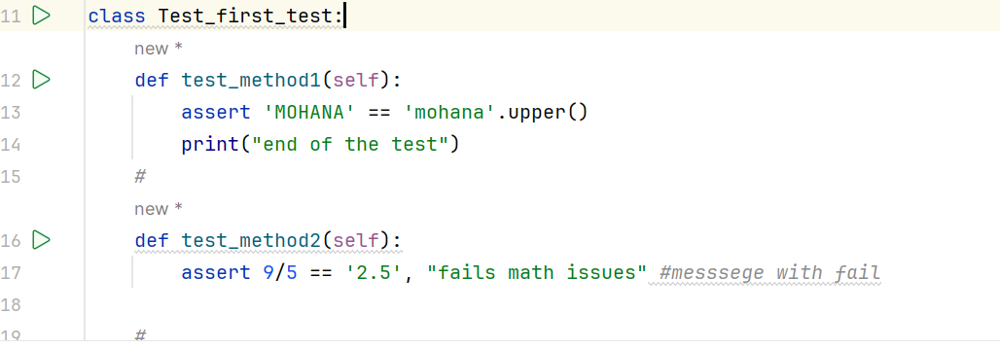 11 class Test_first_test:
new *
12 def test_method1(self):
13 assert 'MOHANA' == 'mohana'.upper()
14 print("end of the test")
15 #
new *
16 def test_method2(self):
17 assert 9/5 == '2.5', "fails math issues" #messsege with fail
18
19 #